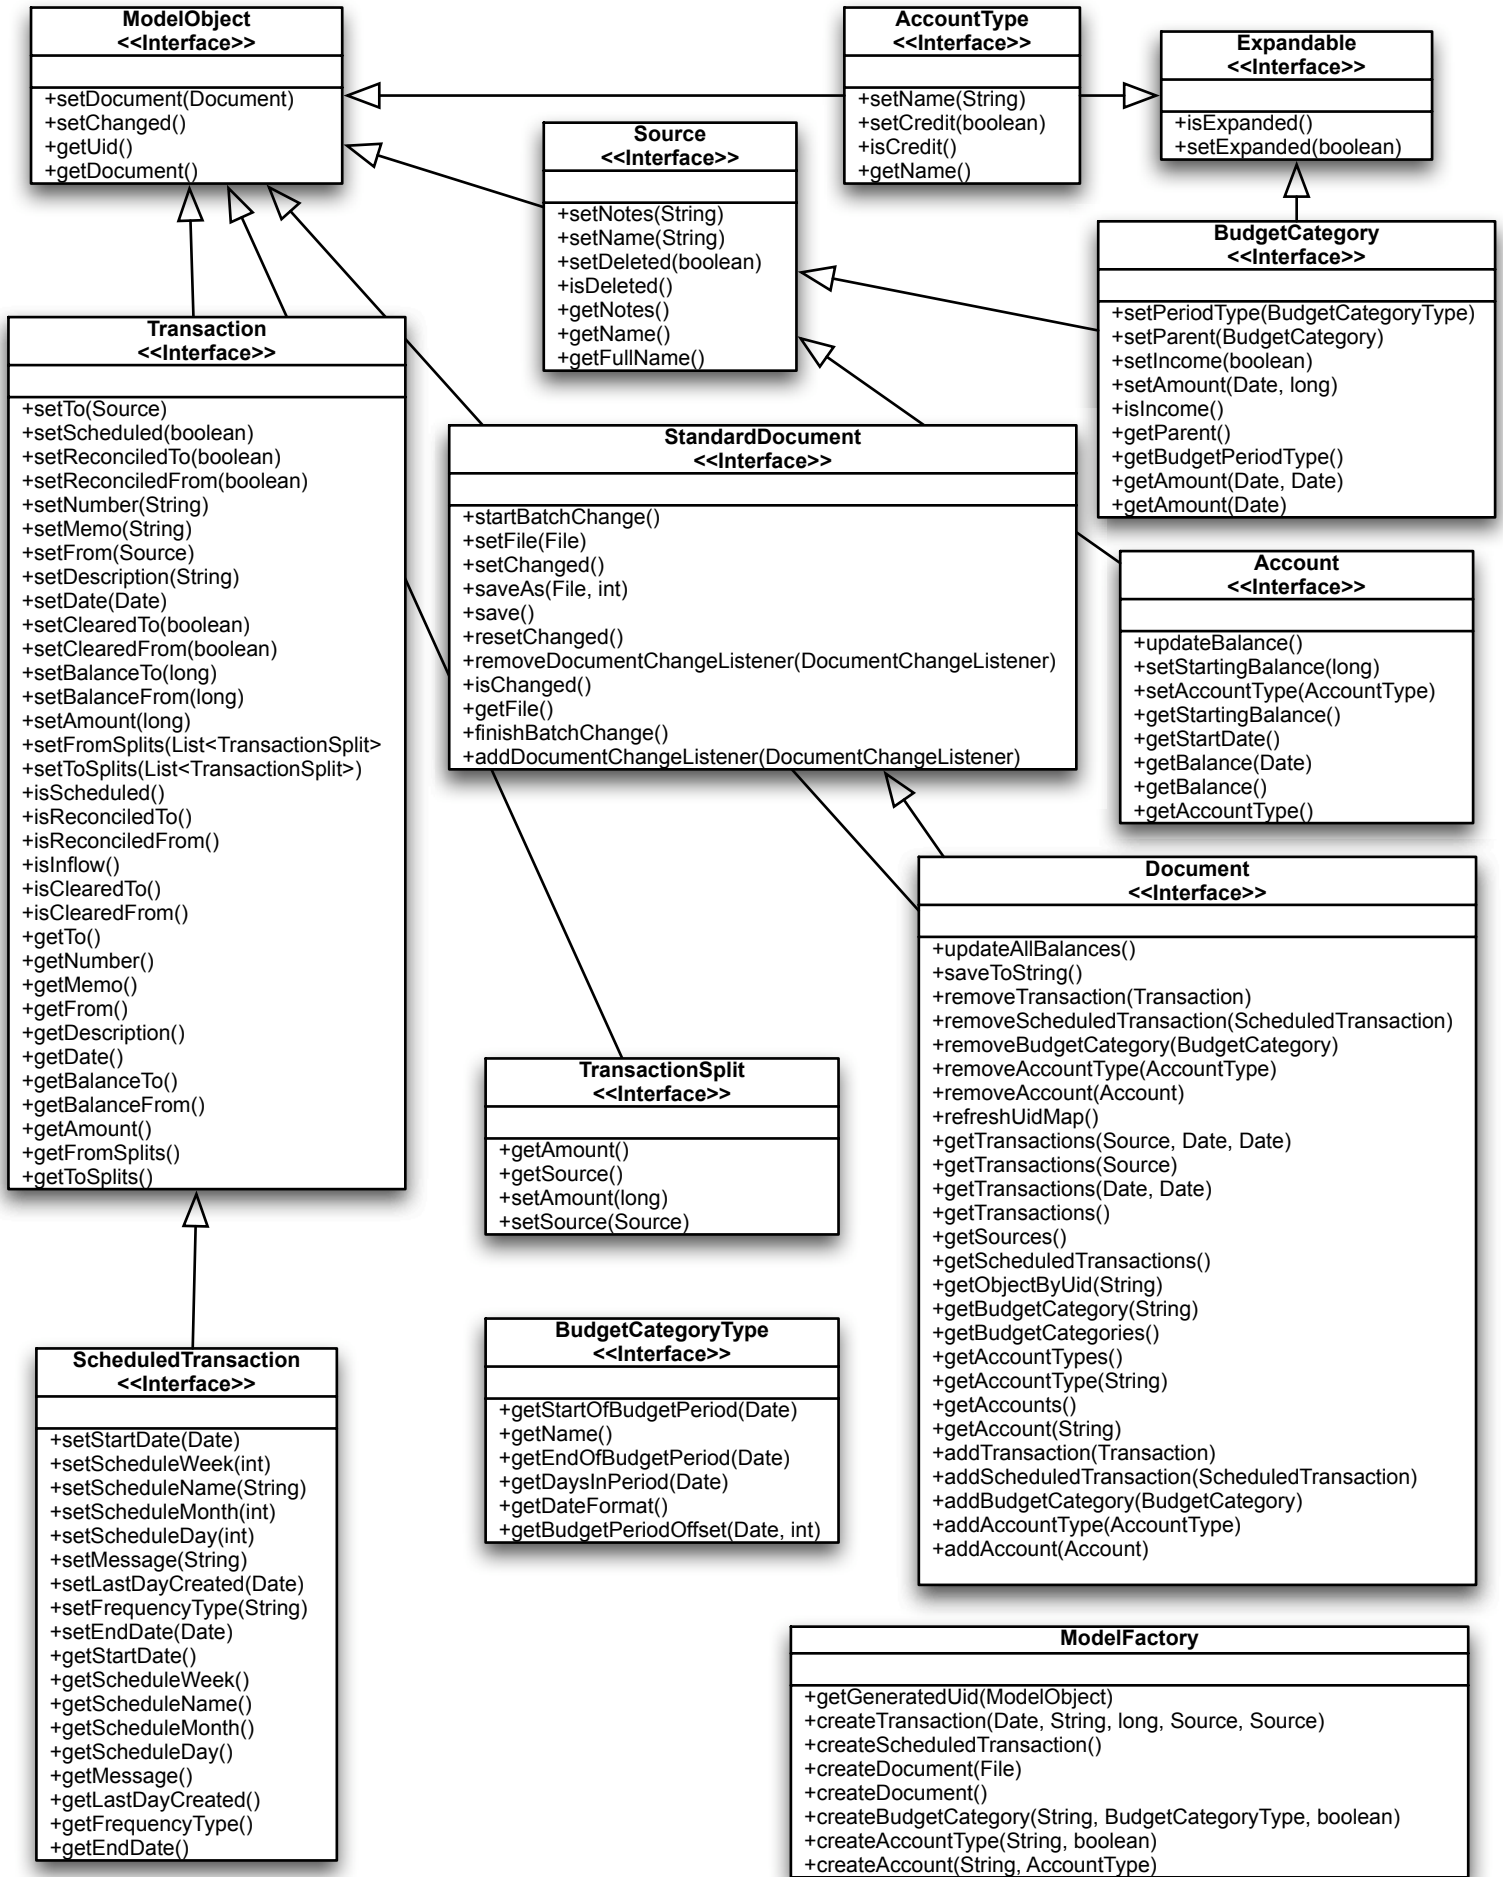 ModelObject
<<Interface>>
+setDocument(Document)
+setChanged()
+getUid()
+getDocument()
AccountType
<<Interface>>
+setName(String)
+setCredit(boolean)
+isCredit()
+getName()
Expandable
<<Interface>>
+isExpanded()
+setExpanded(boolean)
Source
<<Interface>>
+setNotes(String)
+setName(String)
+setDeleted(boolean)
+isDeleted()
+getNotes()
+getName()
+getFullName()
BudgetCategory
<<Interface>>
+setPeriodType(BudgetCategoryType)
+setParent(BudgetCategory)
+setIncome(boolean)
+setAmount(Date, long)
+isIncome()
+getParent()
+getBudgetPeriodType()
+getAmount(Date, Date)
+getAmount(Date)
Transaction
<<Interface>>
+setTo(Source)
+setScheduled(boolean)
+setReconciledTo(boolean)
+setReconciledFrom(boolean)
+setNumber(String)
+setMemo(String)
+setFrom(Source)
+setDescription(String)
+setDate(Date)
+setClearedTo(boolean)
+setClearedFrom(boolean)
+setBalanceTo(long)
+setBalanceFrom(long)
+setAmount(long)
+setFromSplits(List<TransactionSplit>
+setToSplits(List<TransactionSplit>)
+isScheduled()
+isReconciledTo()
+isReconciledFrom()
+isInflow()
+isClearedTo()
+isClearedFrom()
+getTo()
+getNumber()
+getMemo()
+getFrom()
+getDescription()
+getDate()
+getBalanceTo()
+getBalanceFrom()
+getAmount()
+getFromSplits()
+getToSplits()
StandardDocument
<<Interface>>
+startBatchChange()
+setFile(File)
+setChanged()
+saveAs(File, int)
+save()
+resetChanged()
+removeDocumentChangeListener(DocumentChangeListener)
+isChanged()
+getFile()
+finishBatchChange()
+addDocumentChangeListener(DocumentChangeListener)
Account
<<Interface>>
+updateBalance()
+setStartingBalance(long)
+setAccountType(AccountType)
+getStartingBalance()
+getStartDate()
+getBalance(Date)
+getBalance()
+getAccountType()
Document
<<Interface>>
+updateAllBalances()
+saveToString()
+removeTransaction(Transaction)
+removeScheduledTransaction(ScheduledTransaction)
+removeBudgetCategory(BudgetCategory)
+removeAccountType(AccountType)
+removeAccount(Account)
+refreshUidMap()
+getTransactions(Source, Date, Date)
+getTransactions(Source)
+getTransactions(Date, Date)
+getTransactions()
+getSources()
+getScheduledTransactions()
+getObjectByUid(String)
+getBudgetCategory(String)
+getBudgetCategories()
+getAccountTypes()
+getAccountType(String)
+getAccounts()
+getAccount(String)
+addTransaction(Transaction)
+addScheduledTransaction(ScheduledTransaction)
+addBudgetCategory(BudgetCategory)
+addAccountType(AccountType)
+addAccount(Account)
TransactionSplit
<<Interface>>
+getAmount()
+getSource()
+setAmount(long)
+setSource(Source)
BudgetCategoryType
<<Interface>>
+getStartOfBudgetPeriod(Date)
+getName()
+getEndOfBudgetPeriod(Date)
+getDaysInPeriod(Date)
+getDateFormat()
+getBudgetPeriodOffset(Date, int)
ScheduledTransaction
<<Interface>>
+setStartDate(Date)
+setScheduleWeek(int)
+setScheduleName(String)
+setScheduleMonth(int)
+setScheduleDay(int)
+setMessage(String)
+setLastDayCreated(Date)
+setFrequencyType(String)
+setEndDate(Date)
+getStartDate()
+getScheduleWeek()
+getScheduleName()
+getScheduleMonth()
+getScheduleDay()
+getMessage()
+getLastDayCreated()
+getFrequencyType()
+getEndDate()
ModelFactory
+getGeneratedUid(ModelObject)
+createTransaction(Date, String, long, Source, Source)
+createScheduledTransaction()
+createDocument(File)
+createDocument()
+createBudgetCategory(String, BudgetCategoryType, boolean)
+createAccountType(String, boolean)
+createAccount(String, AccountType)